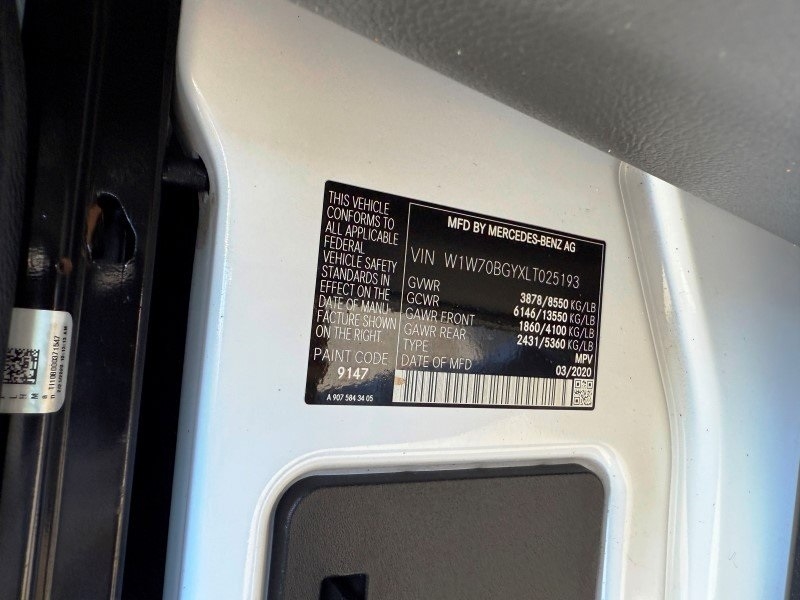 THIS VEHICLE
CONFORMS TO
ALL APPLICABLE
FEDERAL
VEHICLE SAFETY
STANDARDS IN
EFFECT ON THE
DATE OF MANU-
FACTURE SHOWN
ON THE RIGHT.
PAINT CODE
9147
A 907 584 34 05
MFD BY MERCEDES-BENZ AG
VIN W1W70BGYXLT025193
GVWR 3878/8550 KG/LB
GCWR 6146/13550 KG/LB
GAWR FRONT 1860/4100 KG/LB
GAWR REAR 2431/5360 KG/LB
TYPE MPV
DATE OF MFD 03/2020